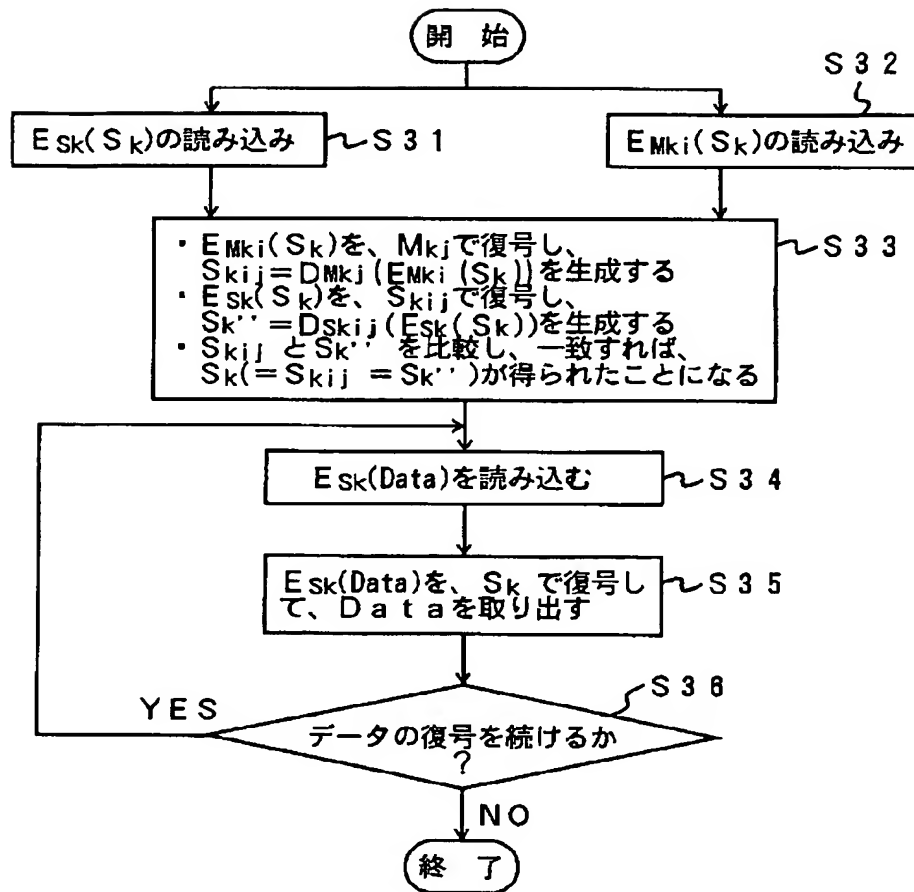 開 始
S32
ESk(Sk)の読み込み
S31
EMki(Sk)の読み込み
・EMki(Sk)を、Mkjで復号し、
S33
Skij=DMkj(EMki(Sk))を生成する
・ESk(Sk)を、Skijで復号し、
Sk''=DSkij(ESk(Sk))を生成する
・SkijとSk''を比較し、一致すれば、
Sk(=Skij=Sk'')が得られたことになる
ESk(Data)を読み込む
S34
ESk(Data)を、Skで復号し
て、Dataを取り出す
S35
S36
YES
データの復号を続けるか
?
NO
終 了